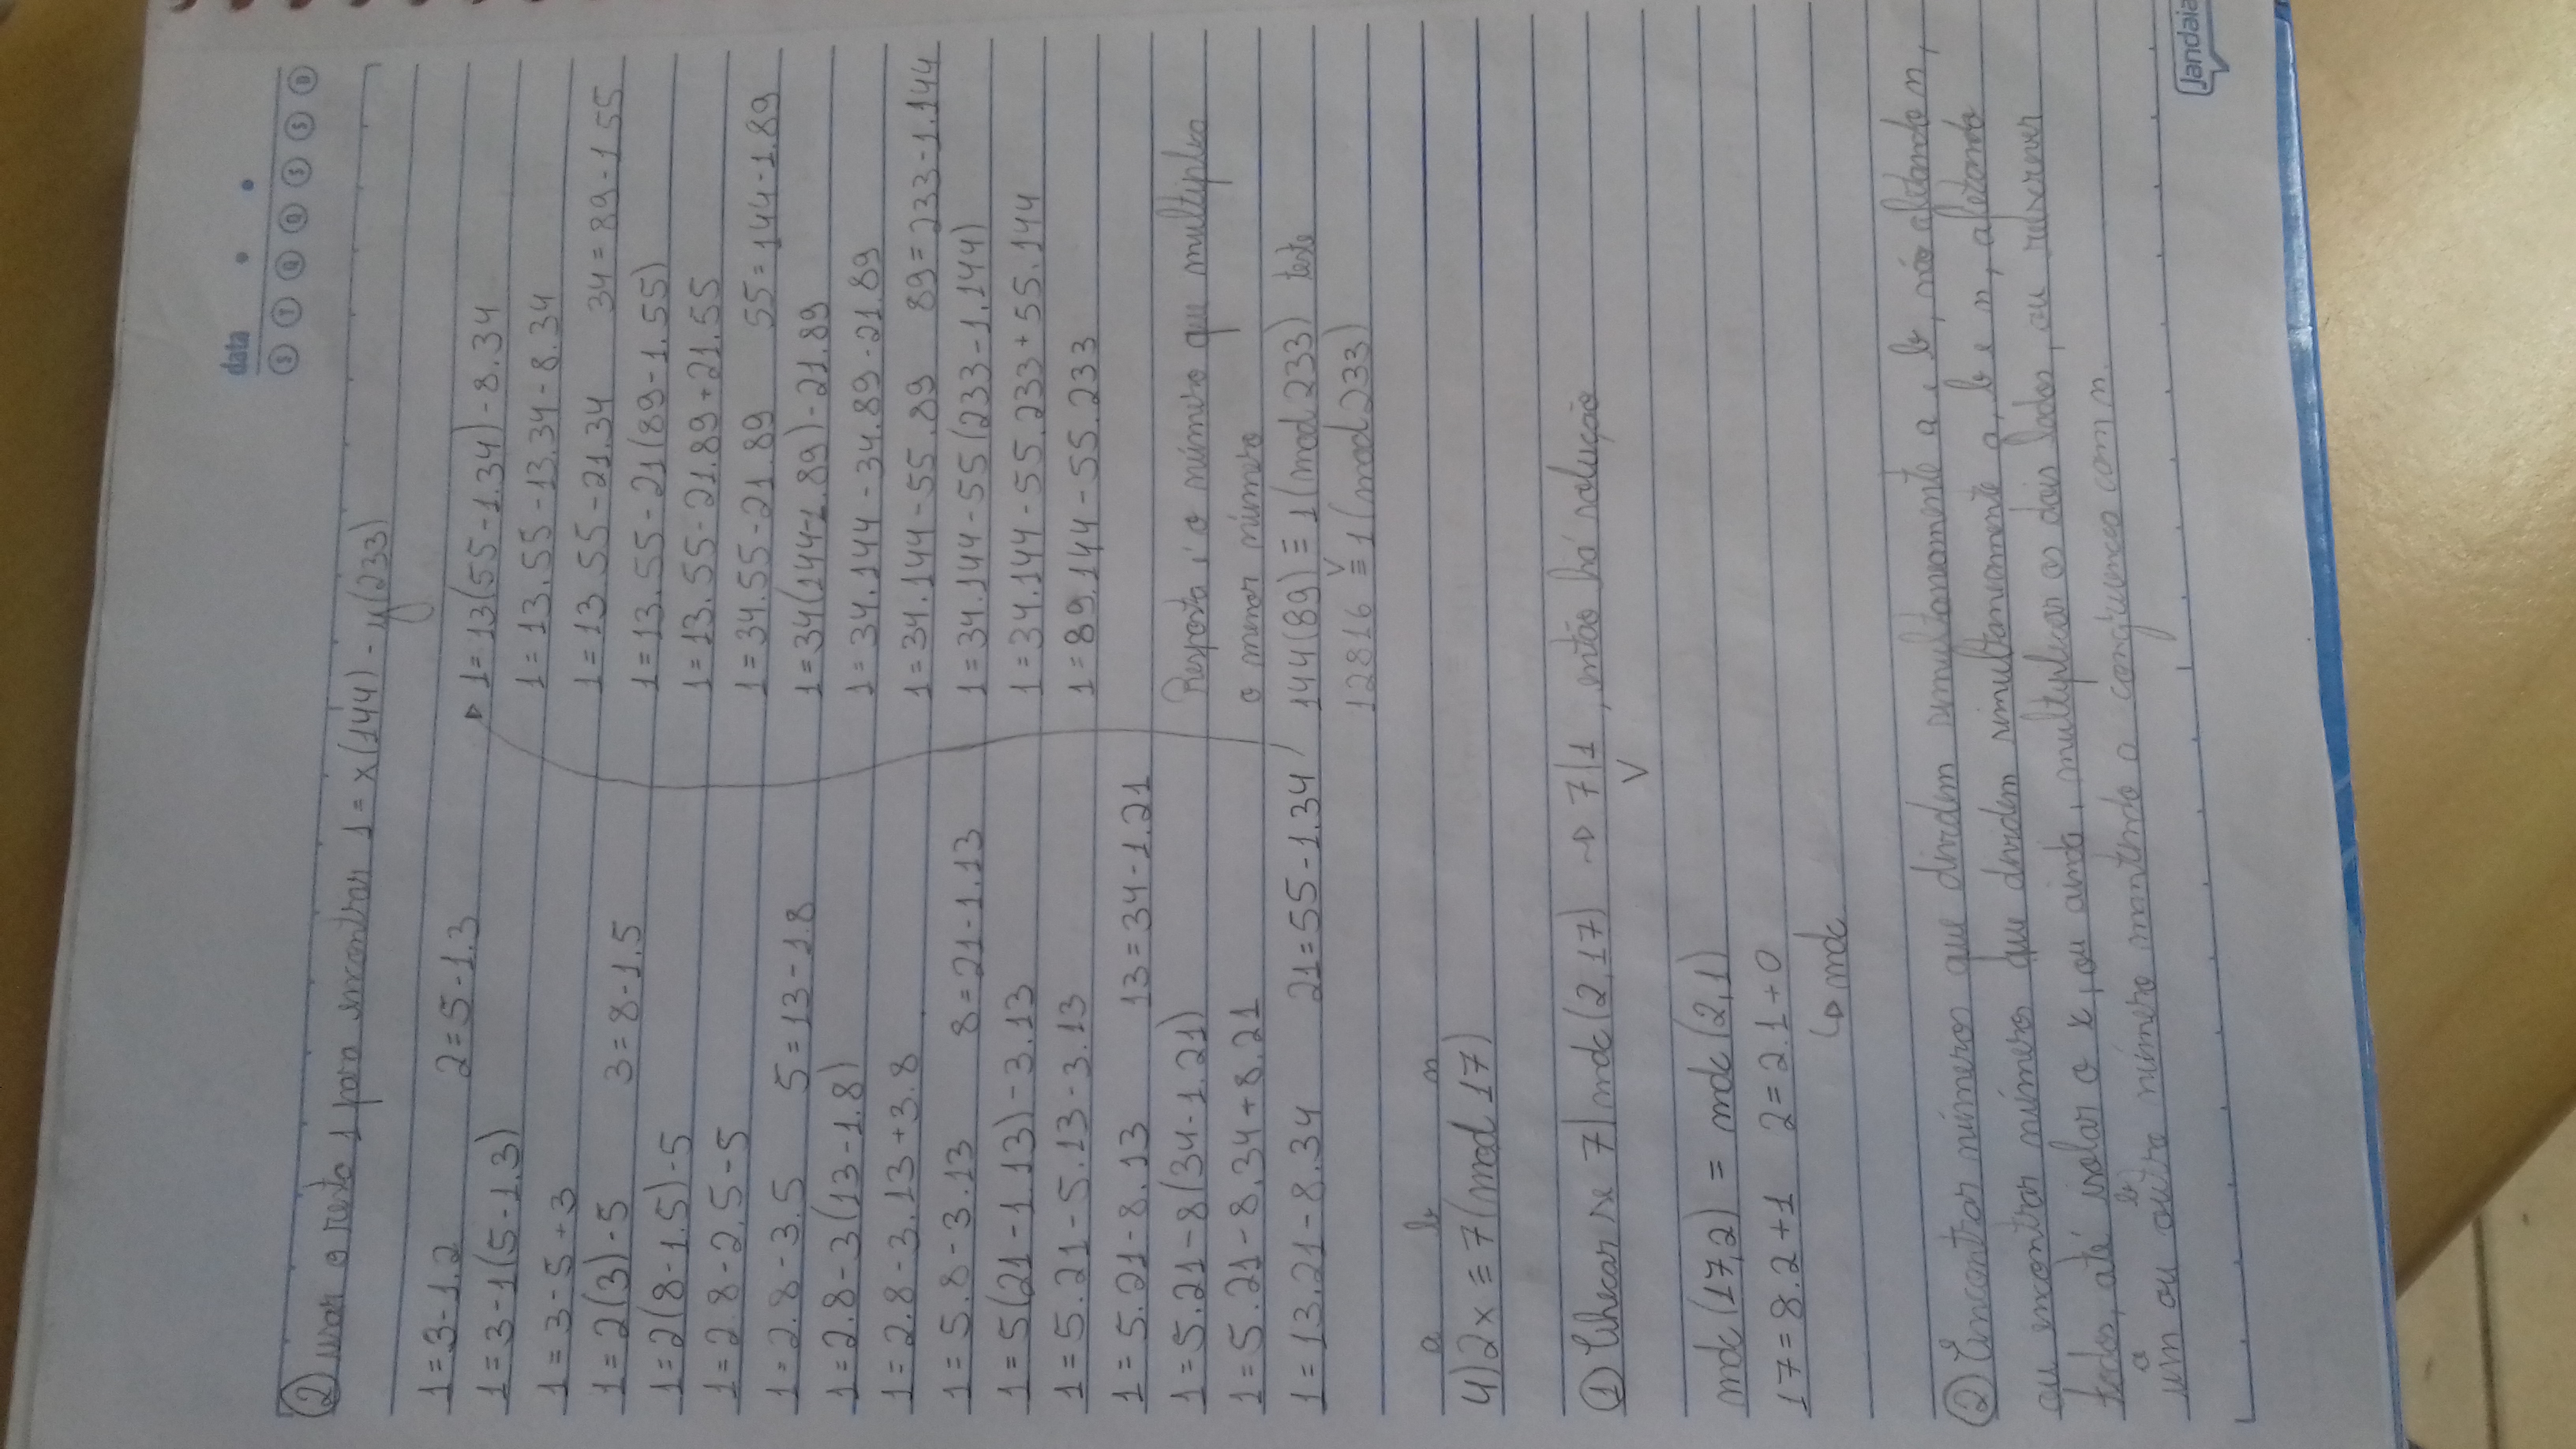 data
S T Q Q S S D
② usar o resto 1 para encontrar 1 = x(144) - y(233)
1 = 3 - 1.2 2 = 5 - 1.3
1 = 3 - 1(5 - 1.3)
1 = 3 - 5 + 3
1 = 2(3) - 5 3 = 8 - 1.5
1 = 2(8 - 1.5) - 5
1 = 2.8 - 2.5 - 5
1 = 2.8 - 3.5 5 = 13 - 1.8
1 = 2.8 - 3(13 - 1.8)
1 = 2.8 - 3.13 + 3.8
1 = 5.8 - 3.13 8 = 21 - 1.13
1 = 5(21 - 1.13) - 3.13
1 = 5.21 - 5.13 - 3.13
1 = 5.21 - 8.13 13 = 34 - 1.21
1 = 5.21 - 8(34 - 1.21)
1 = 5.21 - 8.34 + 8.21
1 = 13.21 - 8.34 21 = 55 - 1.34
1 = 13(55 - 1.34) - 8.34
1 = 13.55 - 13.34 - 8.34
1 = 13.55 - 21.34 34 = 89 - 1.55
1 = 13.55 - 21(89 - 1.55)
1 = 13.55 - 21.89 + 21.55
1 = 34.55 - 21.89 55 = 144 - 1.89
1 = 34(144 - 1.89) - 21.89
1 = 34.144 - 34.89 - 21.89
1 = 34.144 - 55.89 89 = 233 - 1.144
1 = 34.144 - 55(233 - 1.144)
1 = 34.144 - 55.233 + 55.144
1 = 89.144 - 55.233
Resposta é o número que multiplica
o menor número
144(89) ≡ 1(mod 233) teste
V
12816 ≡ 1(mod 233)
a b n
4) 2x ≡ 7(mod 17)
① Checar se 7|mdc(2,17) → 7|1, então há solução
V
mdc(17,2) = mdc(2,1)
17 = 8.2 + 1 2 = 2.1 + 0
↳ mdc
② Encontrar números que dividem simultaneamente a e b, não afetando n,
ou encontrar números que dividem simultaneamente a, b e n, afetando
todos, até isolar o x, ou ainda, multiplicar os dois lados, ou reescrever
a b
um ou outro número mantendo a congruência com n.
Jandaia